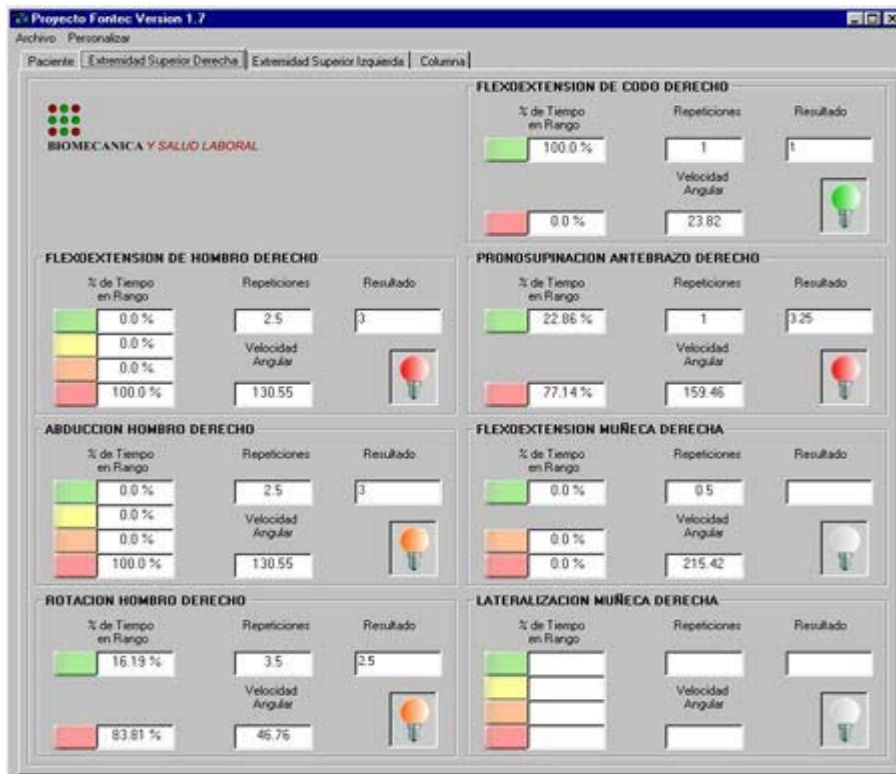 Proyecto Fontec Version 1.7
Archivo Personalizar
Paciente Extremidad Superior Derecha Extremidad Superior Izquierda Columna
BIOMECANICA Y SALUD LABORAL
FLEXOEXTENSION DE CODO DERECHO
% de Tiempo en Rango Repeticiones Resultado
100.0 % 1 1
Velocidad Angular
0.0 % 23.82
FLEXOEXTENSION DE HOMBRO DERECHO
% de Tiempo en Rango Repeticiones Resultado
0.0 % 2.5 3
0.0 %
Velocidad Angular
0.0 %
100.0 % 130.55
PRONOSUPINACION ANTEBRAZO DERECHO
% de Tiempo en Rango Repeticiones Resultado
22.86 % 1 3.25
Velocidad Angular
77.14 % 159.46
ABDUCCION HOMBRO DERECHO
% de Tiempo en Rango Repeticiones Resultado
0.0 % 2.5 3
0.0 %
Velocidad Angular
0.0 %
100.0 % 130.55
FLEXOEXTENSION MUÑECA DERECHA
% de Tiempo en Rango Repeticiones Resultado
0.0 % 0.5
Velocidad Angular
0.0 %
0.0 % 215.42
ROTACION HOMBRO DERECHO
% de Tiempo en Rango Repeticiones Resultado
16.19 % 3.5 2.5
Velocidad Angular
83.81 % 46.76
LATERALIZACION MUÑECA DERECHA
% de Tiempo en Rango Repeticiones Resultado
Velocidad Angular